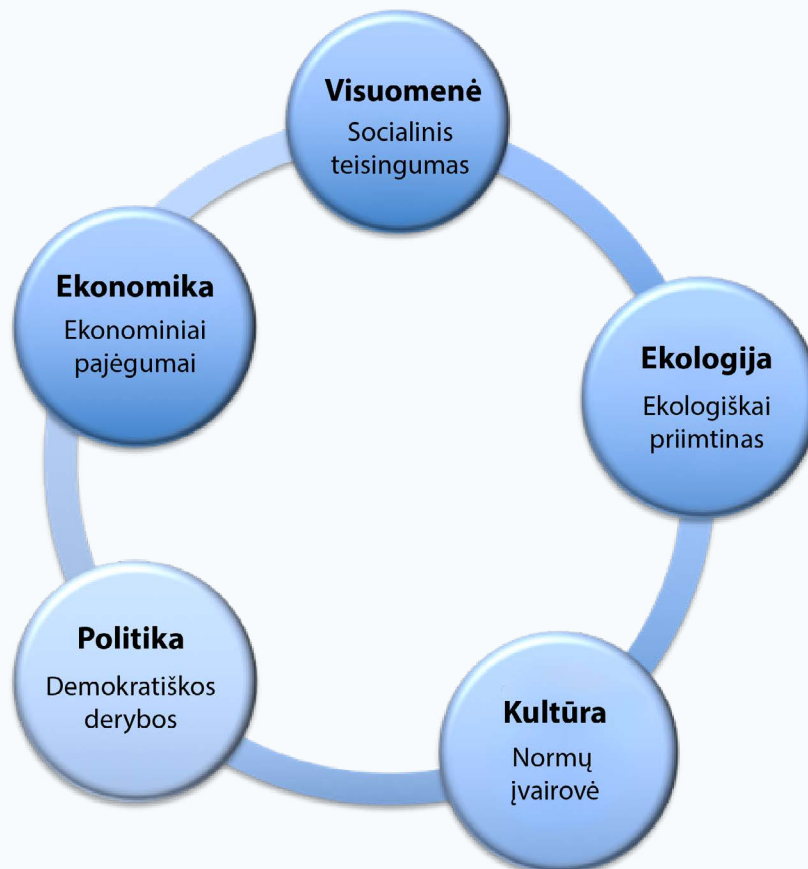 Visuomenė
Socialinis
teisingumas
Ekonomika
Ekonominiai
pajėgumai
Ekologija
Ekologiškai
priimtinas
Politika
Demokratiškos
derybos
Kultūra
Normų
įvairovė